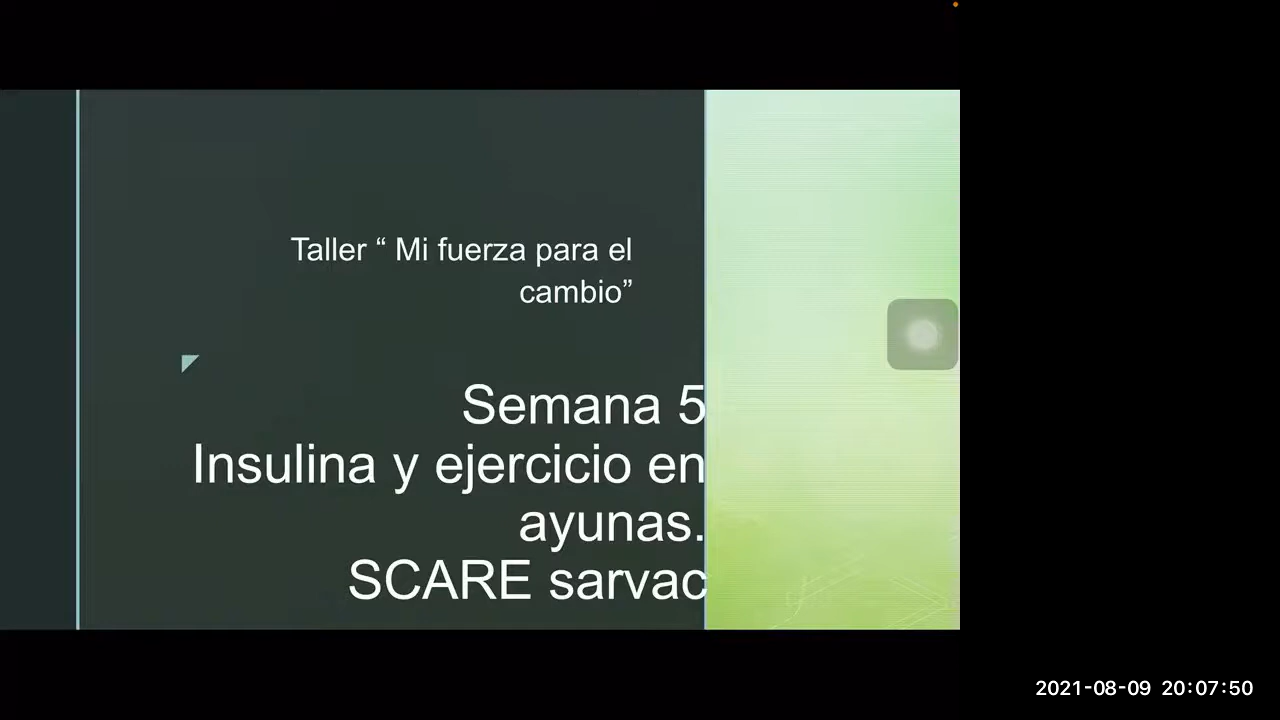 Taller “ Mi fuerza para el
cambio”
Semana 5
Insulina y ejercicio en
ayunas.
SCARE sarvac
2021-08-09 20:07:50